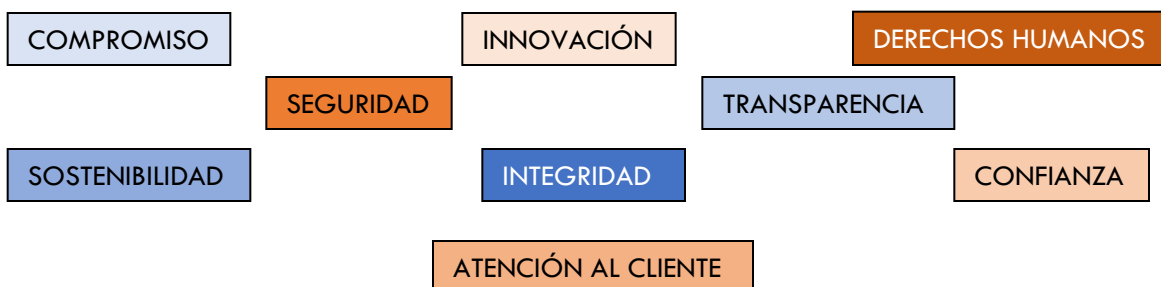 COMPROMISO
INNOVACIÓN
DERECHOS HUMANOS
SEGURIDAD
TRANSPARENCIA
SOSTENIBILIDAD
INTEGRIDAD
CONFIANZA
ATENCIÓN AL CLIENTE